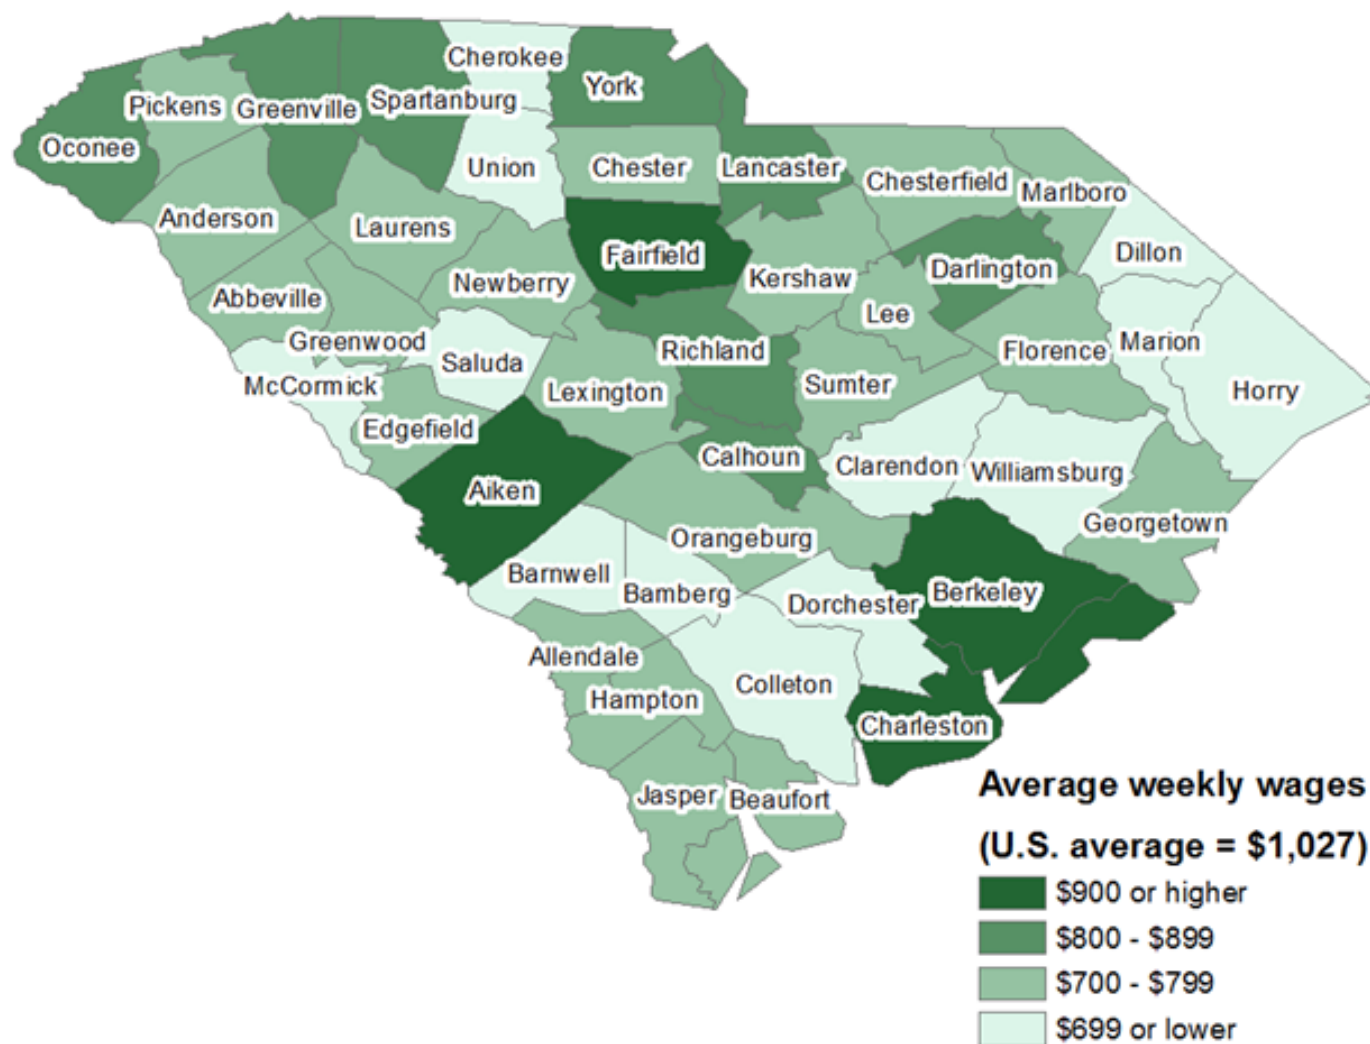 Cherokee
York
Pickens
Greenville
Spartanburg
Oconee
Union
Chester
Lancaster
Chesterfield
Marlboro
Anderson
Laurens
Fairfield
Dillon
Darlington
Kershaw
Newberry
Abbeville
Lee
Greenwood
Saluda
Richland
Florence
Marion
McCormick
Lexington
Sumter
Horry
Edgefield
Calhoun
Clarendon
Williamsburg
Aiken
Georgetown
Orangeburg
Barnwell
Bamberg
Dorchester
Berkeley
Allendale
Colleton
Hampton
Charleston
Jasper
Beaufort
Average weekly wages
(U.S. average = $1,027)
$900 or higher
$800 - $899
$700 - $799
$699 or lower